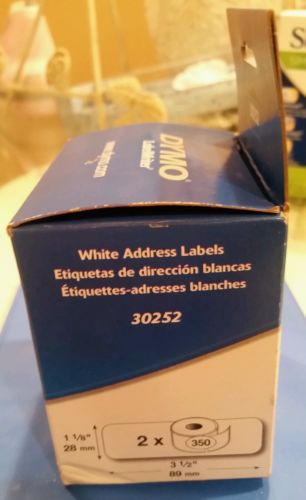 DYMO
LabelWriter
White Address Labels
Etiquetas de dirección blancas
Étiquettes-adresses blanches
30252
1 1/8"
28 mm
2 x
350
3 1/2"
89 mm